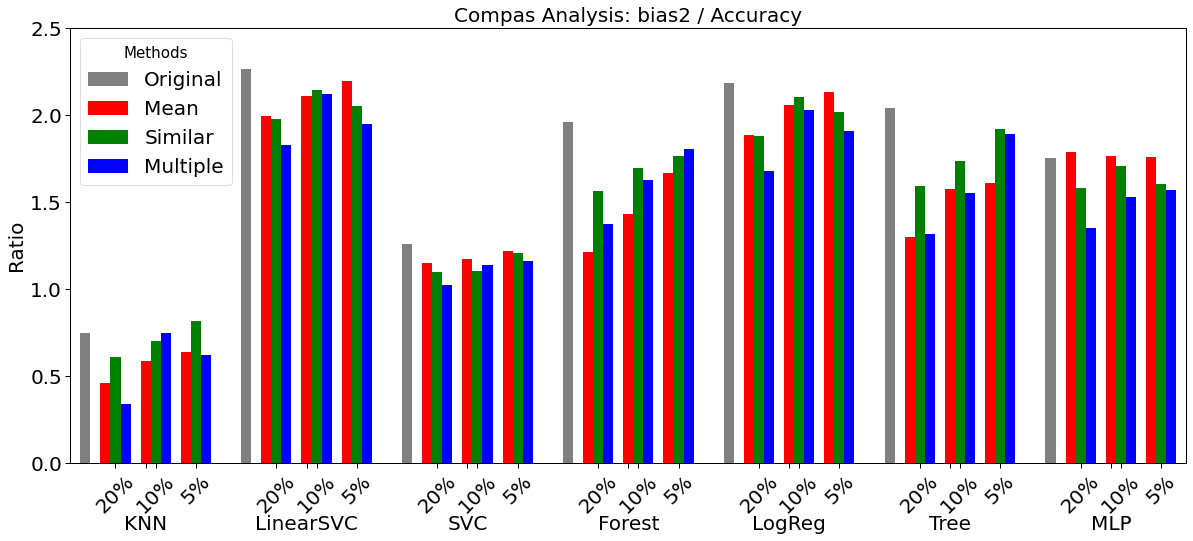 Compas Analysis: bias2 / Accuracy
2.5
2.0
1.5
1.0
0.5
0.0
Ratio
Methods
Original
Mean
Similar
Multiple
20% 10% 5% 20% 10% 5% 20% 10% 5% 20% 10% 5% 20% 10% 5% 20% 10% 5% 20% 10% 5%
KNN LinearSVC SVC Forest LogReg Tree MLP